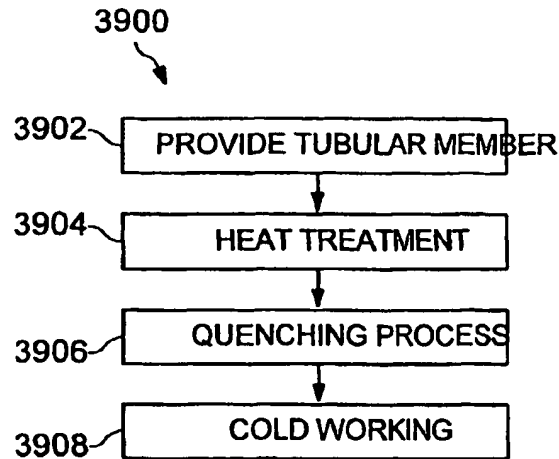 3900
3902 PROVIDE TUBULAR MEMBER
3904 HEAT TREATMENT
3906 QUENCHING PROCESS
3908 COLD WORKING